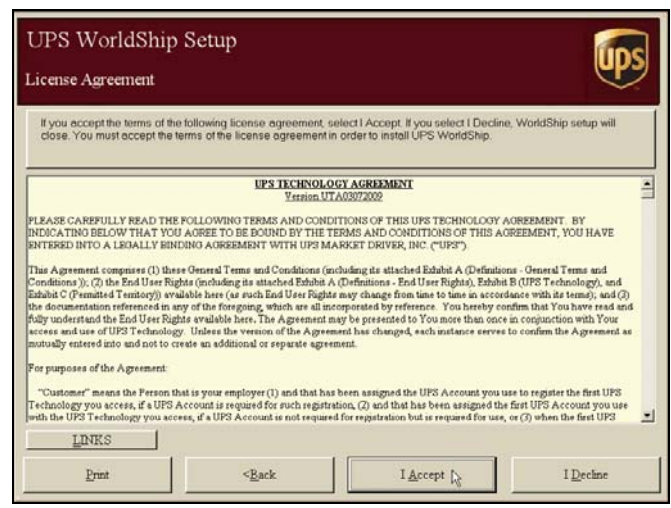 UPS WorldShip Setup
License Agreement
ups
If you accept the terms of the following license agreement, select I Accept. If you select I Decline, WorldShip setup will
close. You must accept the terms of the license agreement in order to install UPS WorldShip.
UPS TECHNOLOGY AGREEMENT
Version UTA03072009
PLEASE CAREFULLY READ THE FOLLOWING TERMS AND CONDITIONS OF THIS UPS TECHNOLOGY AGREEMENT. BY
INDICATING BELOW THAT YOU AGREE TO BE BOUND BY THE TERMS AND CONDITIONS OF THIS AGREEMENT, YOU HAVE
ENTERED INTO A LEGALLY BINDING AGREEMENT WITH UPS MARKET DRIVER, INC. ("UPS").
This Agreement comprises (1) these General Terms and Conditions (including its attached Exhibit A (Definitions - General Terms and
Conditions)); (2) the End User Rights (including its attached Exhibit A (Definitions - End User Rights), Exhibit B (UPS Technology), and
Exhibit C (Permitted Territory)) available here (as such End User Rights may change from time to time in accordance with its terms); and (3)
the documentation referenced in any of the foregoing, which are all incorporated by reference. You hereby confirm that You have read and
fully understand the End User Rights available here. The Agreement may be presented to You more than once in conjunction with Your
access and use of UPS Technology. Unless the version of the Agreement has changed, each instance serves to confirm the Agreement as
mutually entered into and not to create an additional or separate agreement.
For purposes of the Agreement:
"Customer" means the Person that is your employer (1) and that has been assigned the UPS Account you use to register the first UPS
Technology you access, if a UPS Account is required for such registration, (2) and that has been assigned the first UPS Account you use
with the UPS Technology you access, if a UPS Account is not required for registration but is required for use, or (3) when the first UPS
LINKS
Print
<Back
I Accept
I Decline